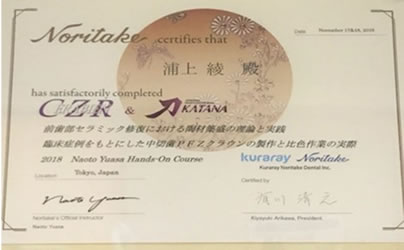 Noritake certifies that
Date November 17&18, 2018
浦上綾 殿
has satisfactorily completed
CZR & KATANA
前歯部セラミック修復における陶材築盛の理論と実践
臨床症例をもとにした中切歯PFZクラウンの製作と比色作業の実際
2018 Naoto Yuasa Hands-On Course
Location Tokyo, Japan
kuraray Noritake
Kuraray Noritake Dental Inc.
Certified by
Noritake's Official Instructor
Naoto Yuasa
Kiyoyuki Arikawa, President